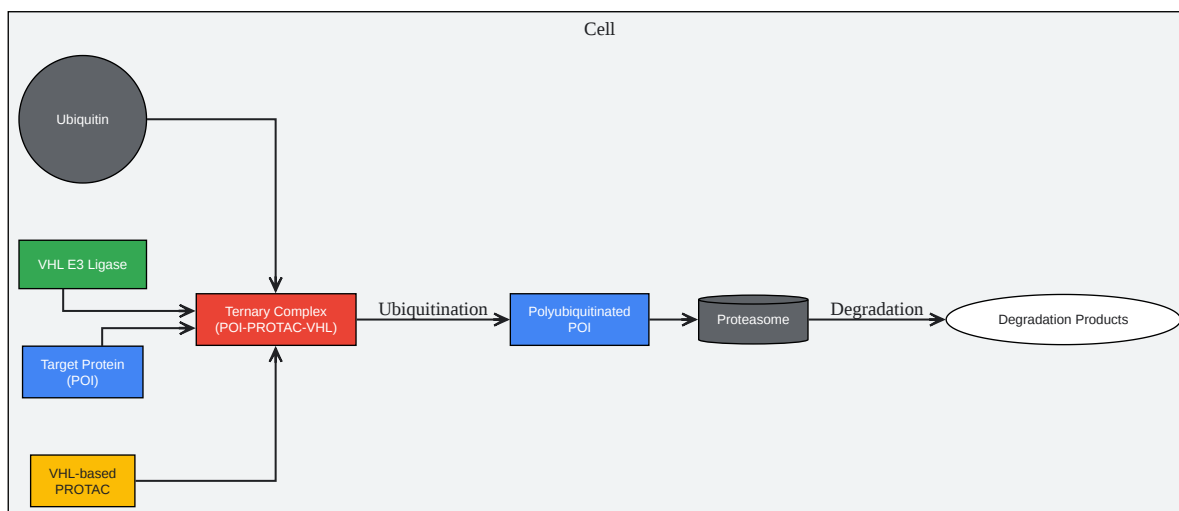 Cell
Ubiquitin
VHL E3 Ligase
Ternary Complex
(POI-PROTAC-VHL)
Ubiquitination
Polyubiquitinated
POI
Proteasome
Degradation
Degradation Products
Target Protein
(POI)
VHL-based
PROTAC